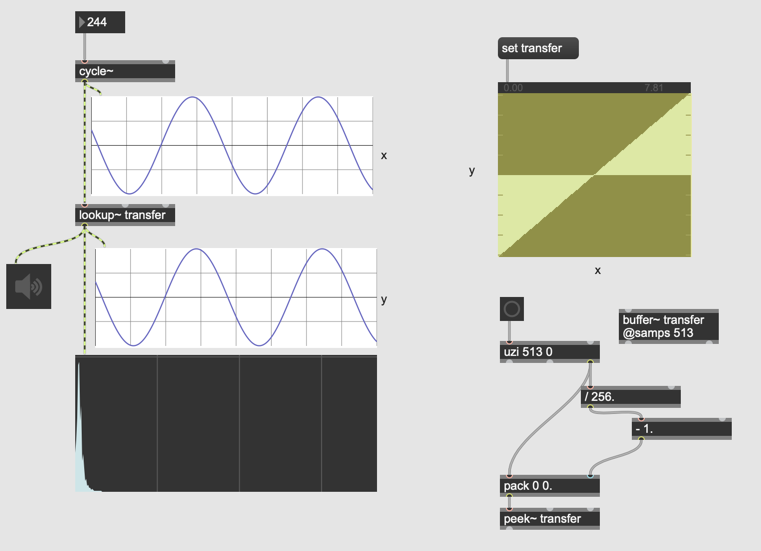 244
cycle~
x
lookup~ transfer
y
set transfer
0.00 7.81
y
x
buffer~ transfer
@samps 513
uzi 513 0
/ 256.
- 1.
pack 0 0.
peek~ transfer